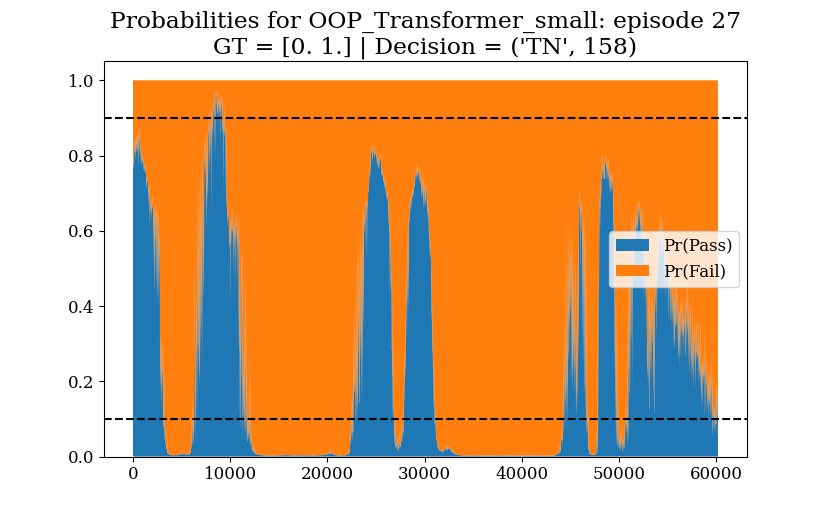 Probabilities for OOP_Transformer_small: episode 27
GT = [0. 1.] | Decision = ('TN', 158)
1.0
0.8
0.6
0.4
0.2
0.0
Pr(Pass)
Pr(Fail)
0 10000 20000 30000 40000 50000 60000